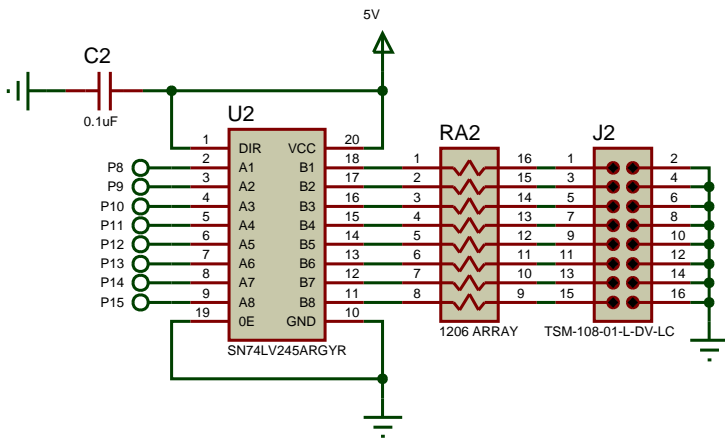 5V
C2
0.1uF
U2
RA2
J2
1 DIR VCC 20
P8 2 A1 B1 18 1 16 1 2
P9 3 A2 B2 17 2 15 3 4
P10 4 A3 B3 16 3 14 5 6
P11 5 A4 B4 15 4 13 7 8
P12 6 A5 B5 14 5 12 9 10
P13 7 A6 B6 13 6 11 11 12
P14 8 A7 B7 12 7 10 13 14
P15 9 A8 B8 11 8 9 15 16
19 0E GND 10
SN74LV245ARGYR
1206 ARRAY
TSM-108-01-L-DV-LC